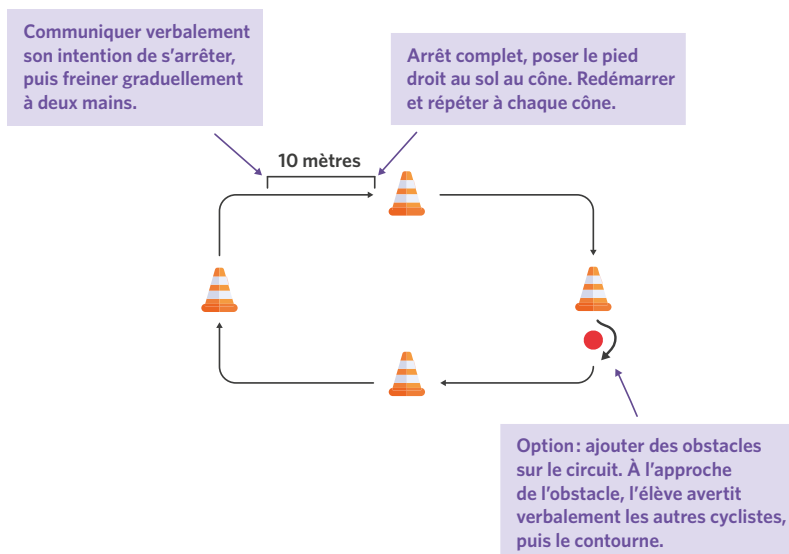 Communiquer verbalement
son intention de s’arrêter,
puis freiner graduellement
à deux mains.
Arrêt complet, poser le pied
droit au sol au cône. Redémarrer
et répéter à chaque cône.
10 mètres
Option : ajouter des obstacles
sur le circuit. À l’approche
de l’obstacle, l’élève avertit
verbalement les autres cyclistes,
puis le contourne.